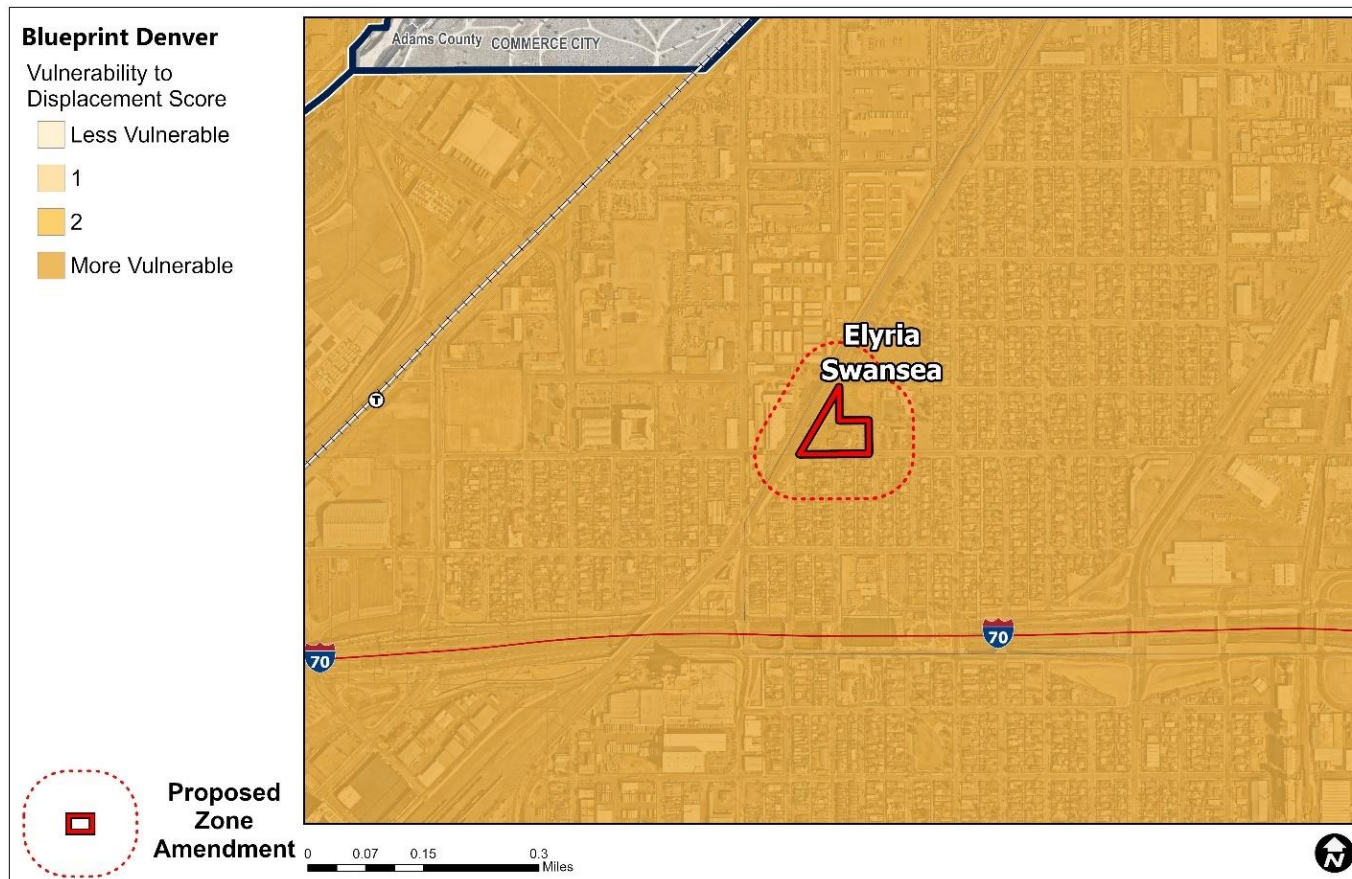 Blueprint Denver
Vulnerability to
Displacement Score
Less Vulnerable
1
2
More Vulnerable
Adams County
COMMERCE CITY
Elyria
Swansea
T
70
70
Proposed
Zone
Amendment
0 0.07 0.15 0.3
Miles
N